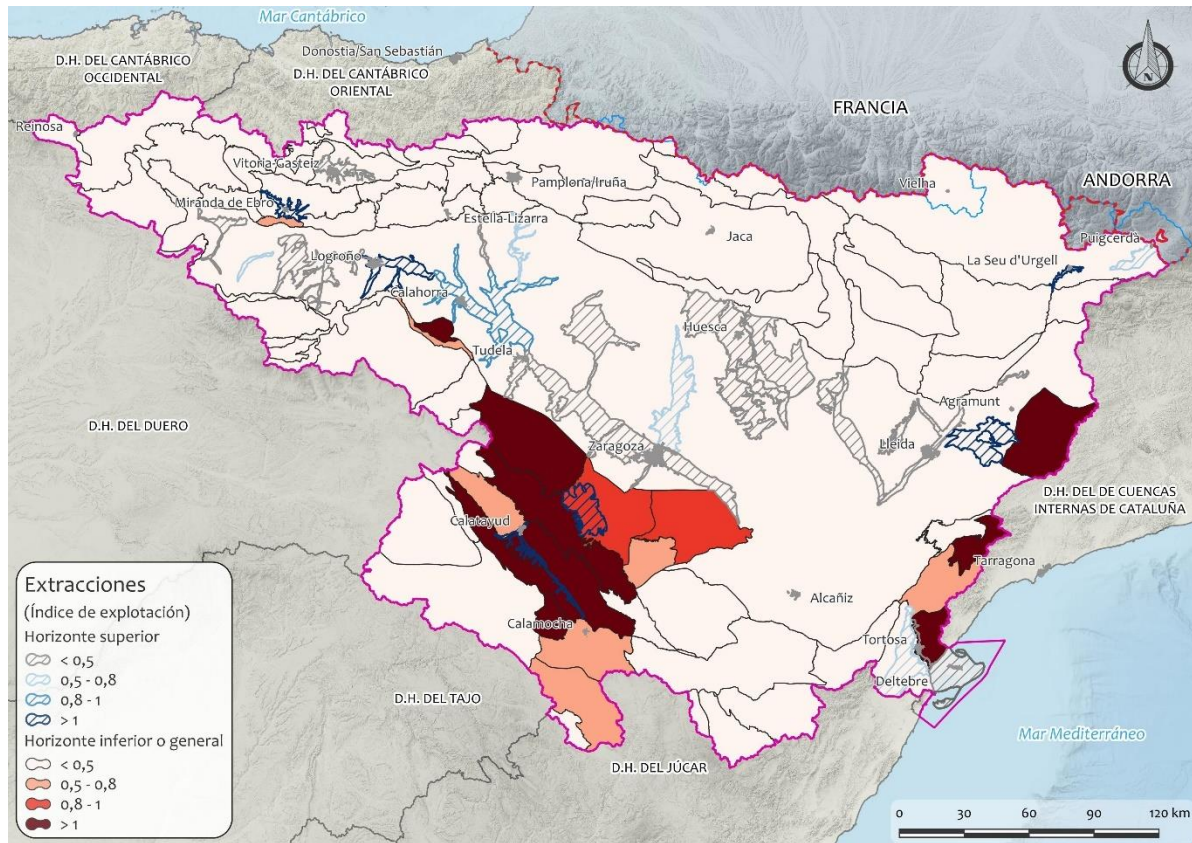 Mar Cantábrico
Donostia/San Sebastián
D.H. DEL CANTÁBRICO
OCCIDENTAL
D.H. DEL CANTÁBRICO
ORIENTAL
N
FRANCIA
Reinosa
Vitoria-Gasteiz
Pamplona/Iruña
Vielha
ANDORRA
Miranda de Ebro
Estella-Lizarra
Puigcerdà
Jaca
La Seu d'Urgell
Logroño
Calahorra
Huesca
Tudela
Agramunt
D.H. DEL DUERO
Zaragoza
Lleida
D.H. DEL DE CUENCAS
INTERNAS DE CATALUÑA
Calatayud
Tarragona
Alcañiz
Calamocha
Tortosa
Deltebre
D.H. DEL TAJO
Mar Mediterráneo
D.H. DEL JÚCAR
Extracciones
(Índice de explotación)
Horizonte superior
< 0,5
0,5 - 0,8
0,8 - 1
> 1
Horizonte inferior o general
< 0,5
0,5 - 0,8
0,8 - 1
> 1
0 30 60 90 120 km